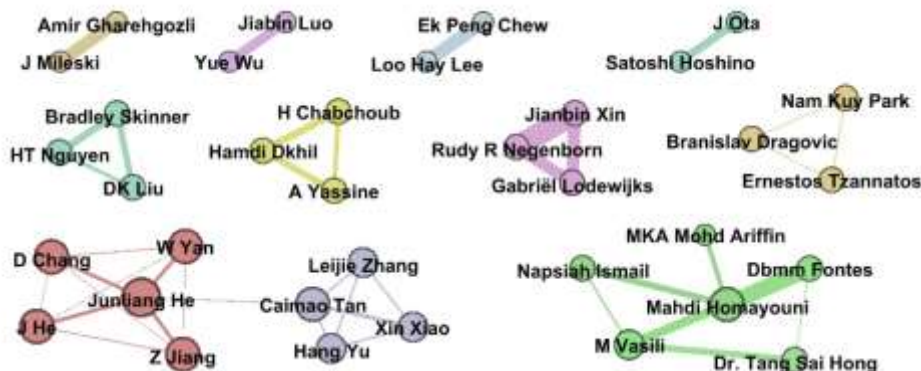 Amir Gharehgozli
J Mileski
Jiabin Luo
Yue Wu
Ek Peng Chew
Loo Hay Lee
J Ota
Satoshi Hoshino
Bradley Skinner
HT Nguyen
DK Liu
H Chabchoub
Hamdi Dkhil
A Yassine
Jianbin Xin
Rudy R Negenborn
Gabriël Lodewijks
Nam Kuy Park
Branislav Dragovic
Ernestos Tzannatos
W Yan
D Chang
Junliang He
J He
Z Jiang
Leijie Zhang
Caimao Tan
Xin Xiao
Hang Yu
MKA Mohd Ariffin
Napsiah Ismail
Dbmm Fontes
Mahdi Homayouni
M Vasili
Dr. Tang Sai Hong